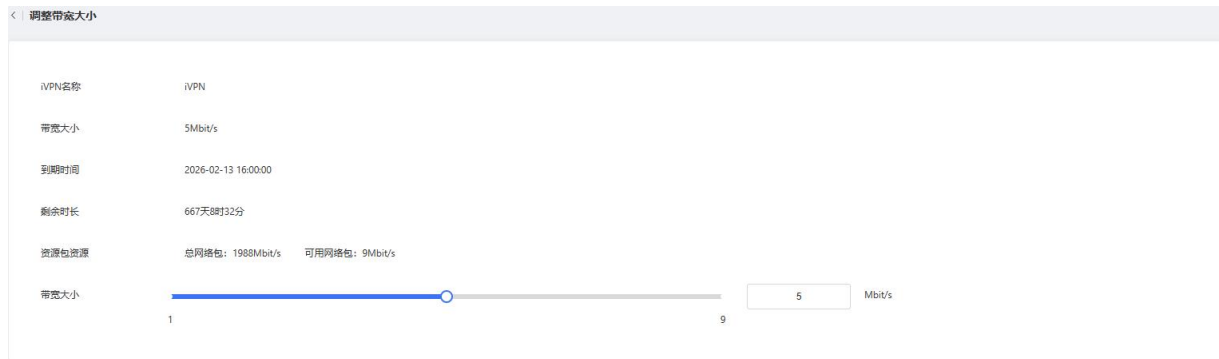 < 调整带宽大小
iVPN名称 iVPN
带宽大小 5Mbit/s
到期时间 2026-02-13 16:00:00
剩余时长 667天8时32分
资源包资源 总网络包：1988Mbit/s 可用网络包：9Mbit/s
带宽大小 5 Mbit/s
1 9